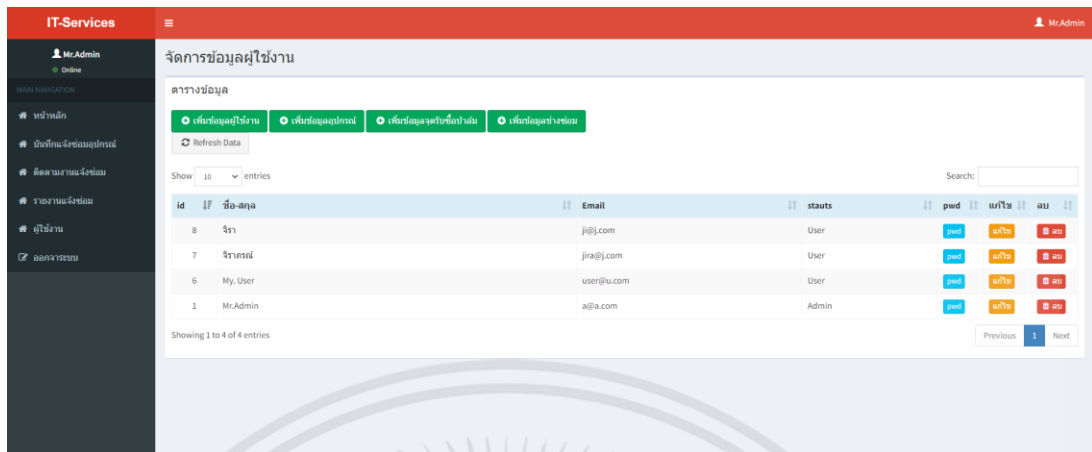 IT-Services
Mr.Admin
Mr.Admin
Online
MAIN NAVIGATION
หน้าหลัก
บันทึกแจ้งซ่อมอุปกรณ์
ติดตามงานแจ้งซ่อม
รายงานแจ้งซ่อม
ผู้ใช้งาน
ออกจากระบบ
จัดการข้อมูลผู้ใช้งาน
ตารางข้อมูล
เพิ่มข้อมูลผู้ใช้งาน เพิ่มข้อมูลอุปกรณ์ เพิ่มข้อมูลจุดรับซื้อปาล์ม เพิ่มข้อมูลช่างซ่อม
Refresh Data
Show 10 entries Search:
id ชื่อ-สกุล Email stauts pwd แก้ไข ลบ
8 จิรา ji@j.com User pwd แก้ไข ลบ
7 จิราภรณ์ jira@j.com User pwd แก้ไข ลบ
6 My. User user@u.com User pwd แก้ไข ลบ
1 Mr.Admin a@a.com Admin pwd แก้ไข ลบ
Showing 1 to 4 of 4 entries Previous 1 Next